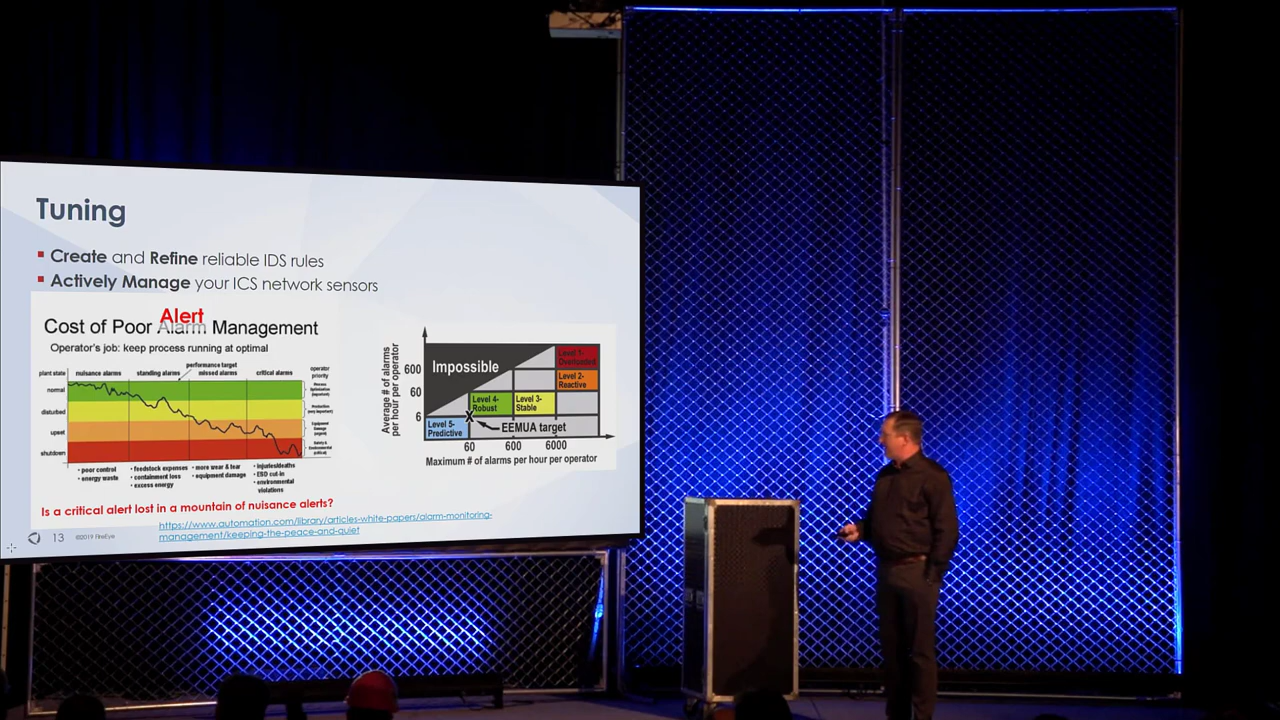 Tuning
Create and Refine reliable IDS rules
Actively Manage your ICS network sensors
Alert
Cost of Poor Alarm Management
Operator's job: keep process running at optimal
performance target
plant state nuisance alarms standing alarms missed alarms critical alarms operator priority
normal
disturbed
upset
shutdown
• poor control
• energy waste
• feedstock expenses
• containment loss
• excess energy
• more wear & tear
• equipment damage
• injuries/deaths
• ESD cut-in
• environmental
violations
Average # of alarms
per hour per operator
600
60
6
Impossible
Level 1-
Overloaded
Level 2-
Reactive
Level 4-
Robust
Level 3-
Stable
Level 5-
Predictive
X
EEMUA target
60 600 6000
Maximum # of alarms per hour per operator
Is a critical alert lost in a mountain of nuisance alerts?
https://www.automation.com/library/articles-white-papers/alarm-monitoring-
management/keeping-the-peace-and-quiet
13 ©2019 FireEye